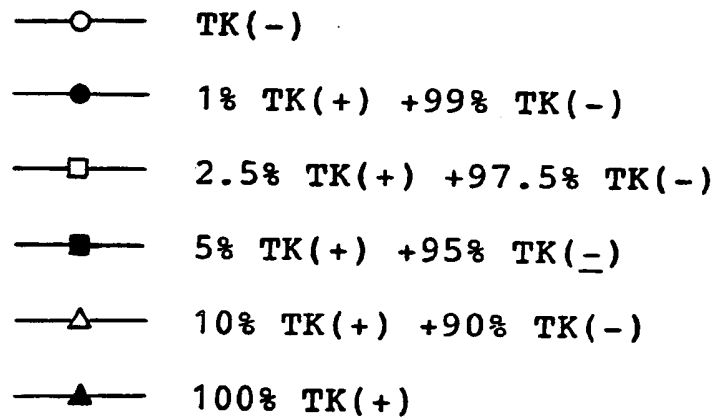 TK(-)
1% TK(+) +99% TK(-)
2.5% TK(+) +97.5% TK(-)
5% TK(+) +95% TK(-)
10% TK(+) +90% TK(-)
100% TK(+)